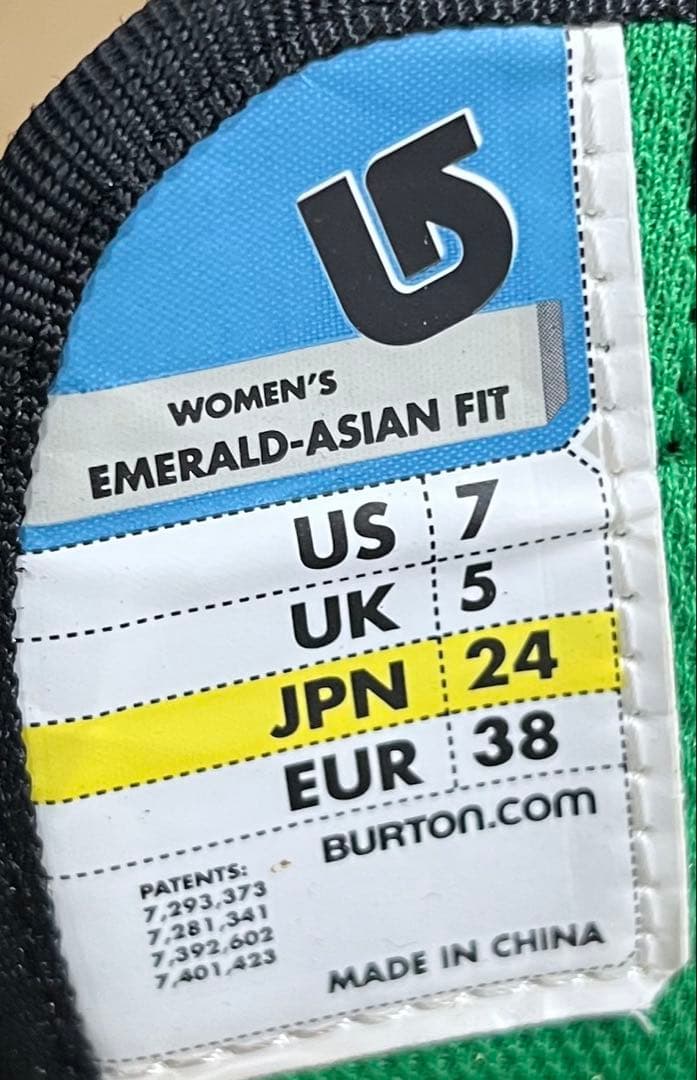 WOMEN'S
EMERALD-ASIAN FIT
US 7
UK 5
JPN 24
EUR 38
BURTON.COM
PATENTS:
7,293,373
7,281,341
7,392,602
7,401,423
MADE IN CHINA